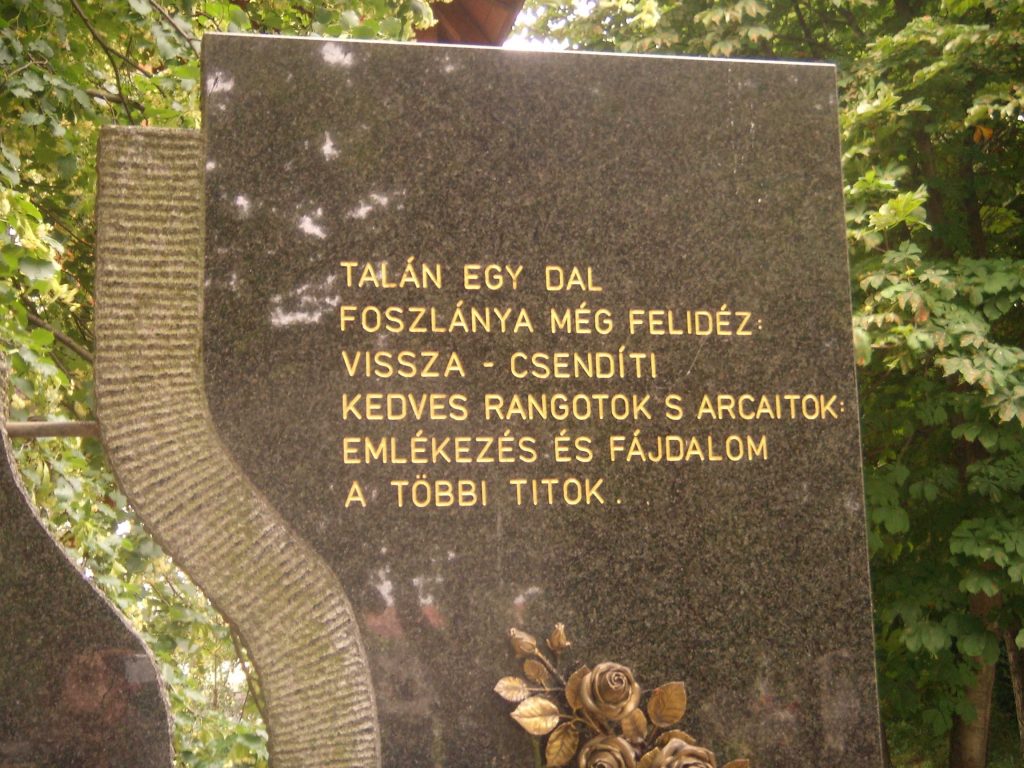 TALÁN EGY DAL
FOSZLÁNYA MÉG FELIDÉZ:
VISSZA - CSENDÍTI
KEDVES RANGOTOK S ARCAITOK:
EMLÉKEZÉS ÉS FÁJDALOM
A TÖBBI TITOK.